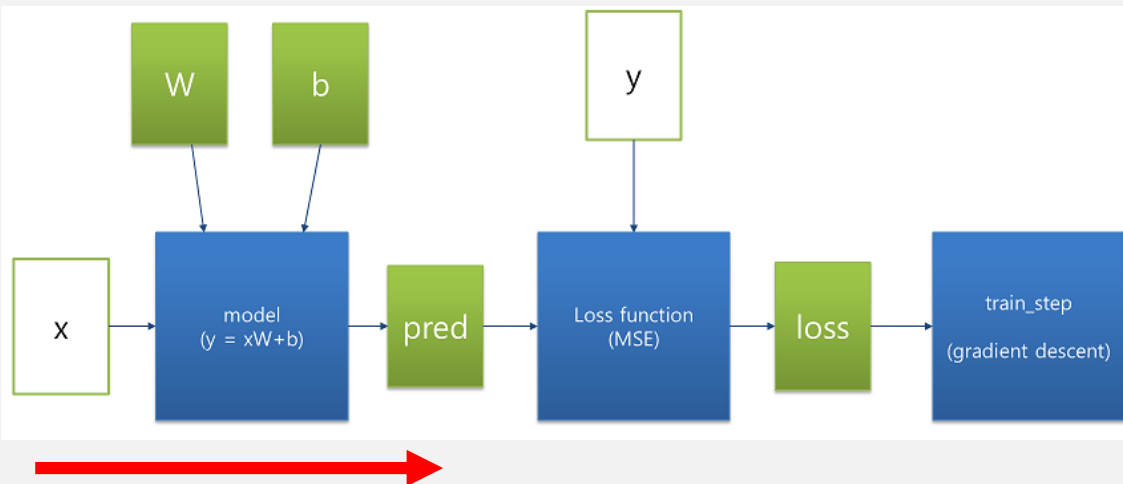 W
b
y
x
model
(y = xW+b)
pred
Loss function
(MSE)
loss
train_step
(gradient descent)